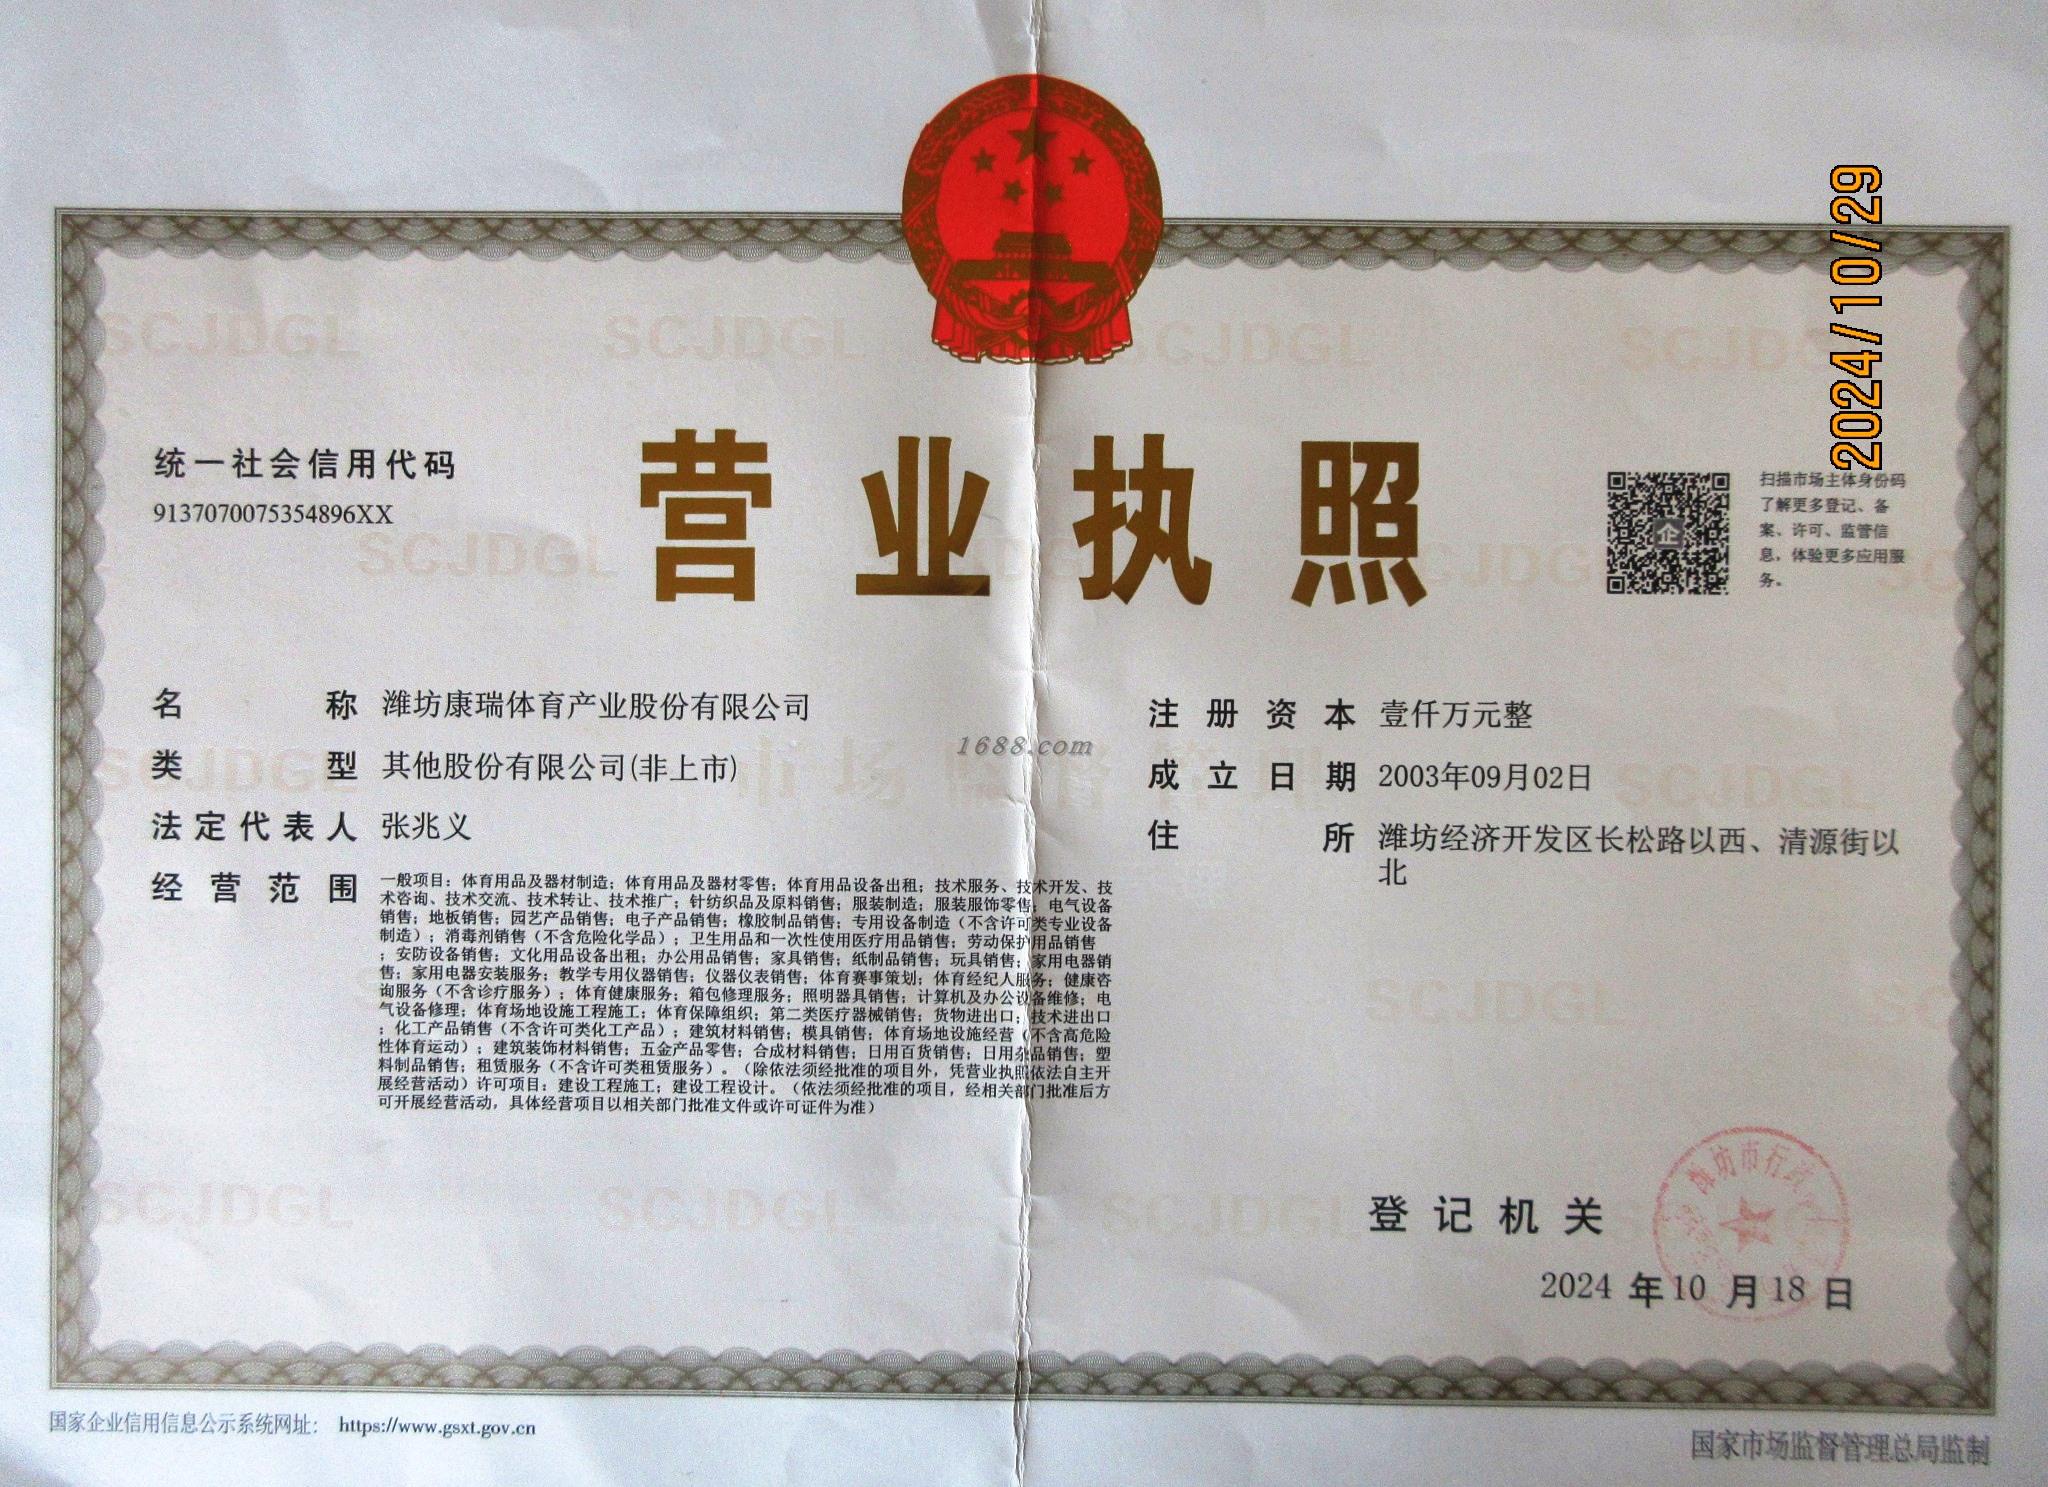 2024/10/29
统一社会信用代码
9137070075354896XX
营业执照
扫描市场主体身份码
了解更多登记、备
案、许可、监管信
息,体验更多应用服
务。
名称 潍坊康瑞体育产业股份有限公司
类型 其他股份有限公司(非上市)
法定代表人 张兆义
经营范围 一般项目:体育用品及器材制造;体育用品及器材零售;体育用品设备出租;技术服务、技术开发、技
术咨询、技术交流、技术转让、技术推广;针纺织品及原料销售;服装制造;服装服饰零售;电气设备
销售;地板销售;园艺产品销售;电子产品销售;橡胶制品销售;专用设备制造(不含许可类专业设备
制造);消毒剂销售(不含危险化学品);卫生用品和一次性使用医疗用品销售;劳动保护用品销售
;安防设备销售;文化用品设备出租;办公用品销售;家具销售;纸制品销售;玩具销售;家用电器销
售;家用电器安装服务;教学专用仪器销售;仪器仪表销售;体育赛事策划;体育经纪人服务;健康咨
询服务(不含诊疗服务);体育健康服务;箱包修理服务;照明器具销售;计算机及办公设备维修;电
气设备修理;体育场地设施工程施工;体育保障组织;第二类医疗器械销售;货物进出口;技术进出口
;化工产品销售(不含许可类化工产品);建筑材料销售;模具销售;体育场地设施经营(不含高危险
性体育运动);建筑装饰材料销售;五金产品零售;合成材料销售;日用百货销售;日用杂品销售;塑
料制品销售;租赁服务(不含许可类租赁服务)。(除依法须经批准的项目外,凭营业执照依法自主开
展经营活动)许可项目:建设工程施工;建设工程设计。(依法须经批准的项目,经相关部门批准后方
可开展经营活动,具体经营项目以相关部门批准文件或许可证件为准)
注册资本 壹仟万元整
成立日期 2003年09月02日
住所 潍坊经济开发区长松路以西、清源街以
北
1688.com
登记机关
潍坊市行政
2024年10月18日
国家企业信用信息公示系统网址: https://www.gsxt.gov.cn
国家市场监督管理总局监制